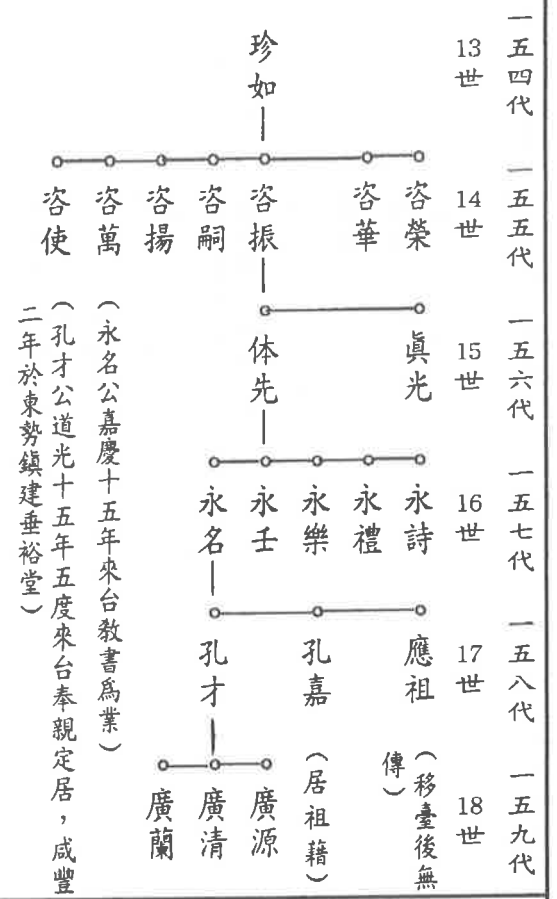 一五四代
13世
珍如
一五五代
14世
咨榮
咨華
咨振
咨嗣
咨揚
咨萬
咨使
一五六代
15世
眞光
体先
一五七代
16世
永詩
永禮
永樂
永壬
永名
一五八代
17世
應祖
孔嘉
孔才
一五九代
18世
（移臺後無
傳）
（居祖藉）
廣源
廣清
廣蘭
（永名公嘉慶十五年來台教書爲業）
（孔才公道光十五年五度來台奉親定居，咸豐
二年於東勢鎮建垂裕堂）